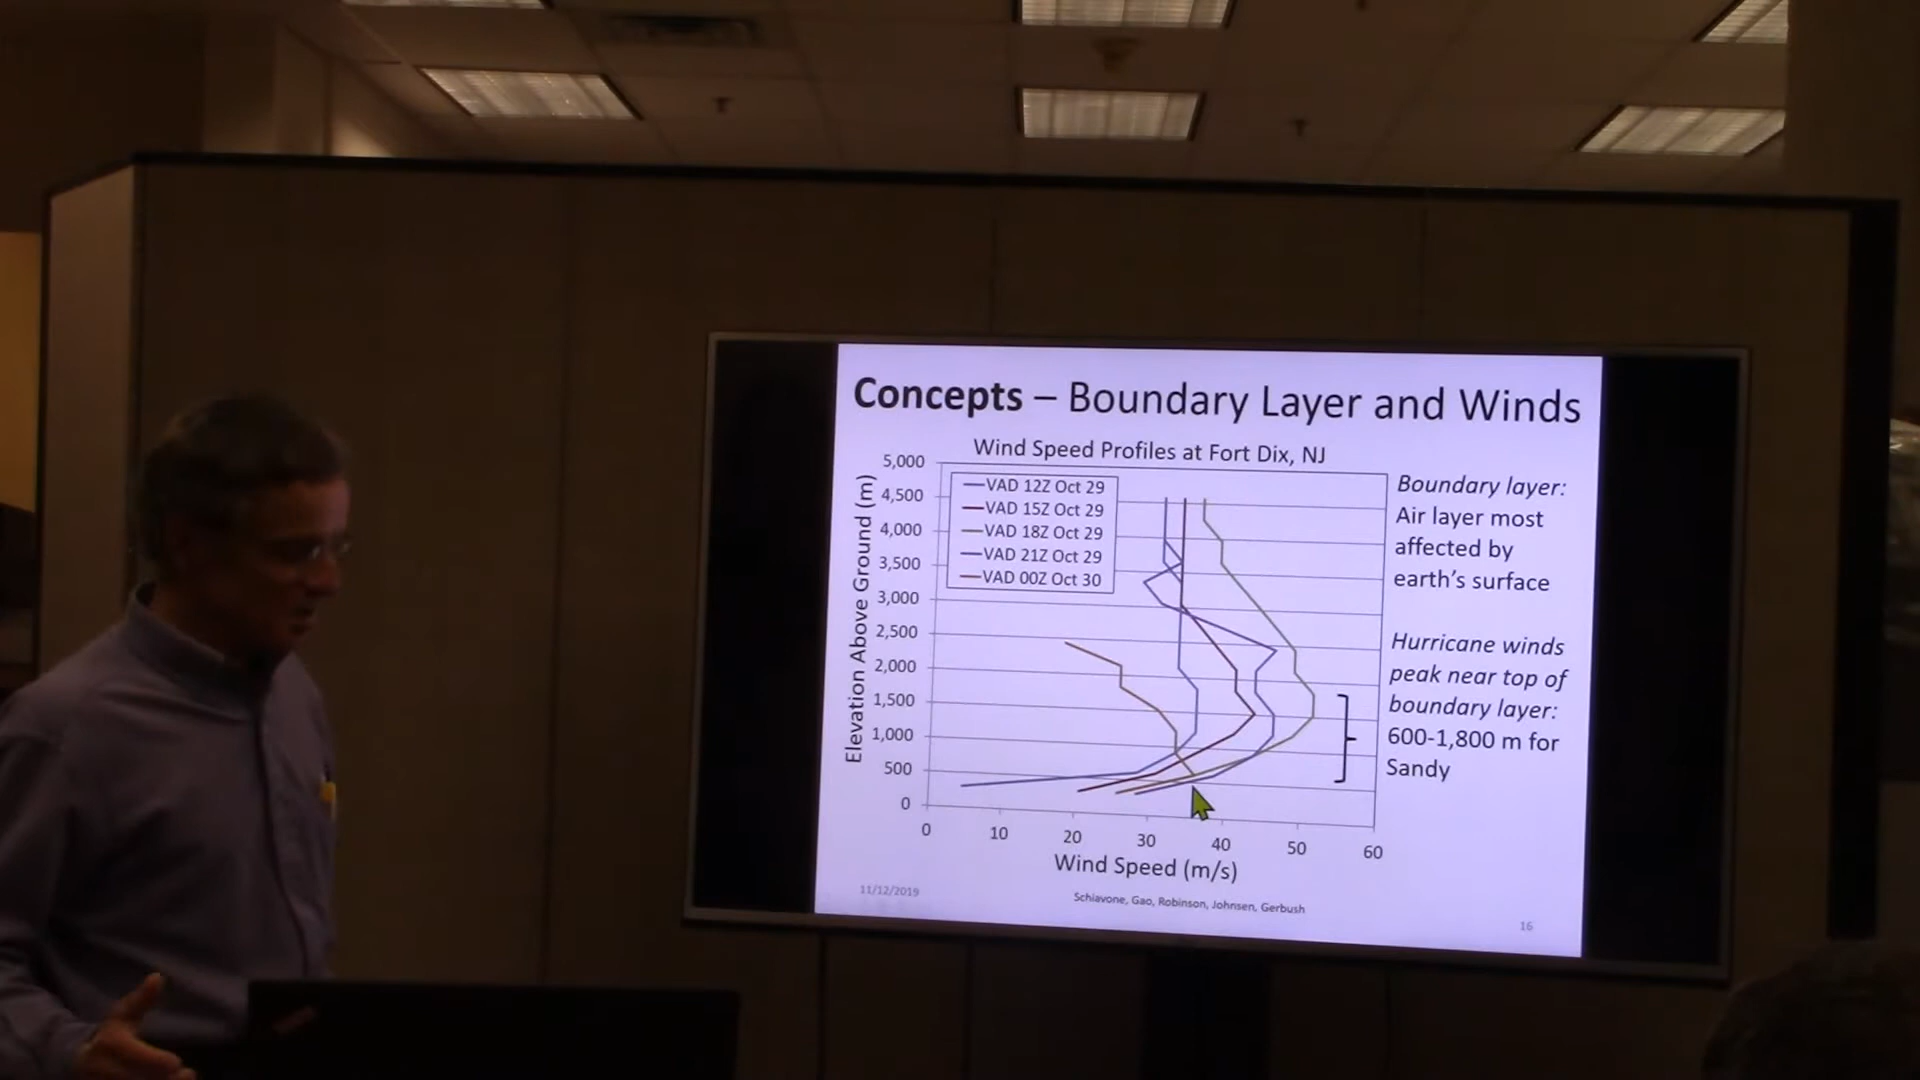 Concepts – Boundary Layer and Winds
Wind Speed Profiles at Fort Dix, NJ
Elevation Above Ground (m)
5,000
4,500
4,000
3,500
3,000
2,500
2,000
1,500
1,000
500
0
VAD 12Z Oct 29
VAD 15Z Oct 29
VAD 18Z Oct 29
VAD 21Z Oct 29
VAD 00Z Oct 30
0 10 20 30 40 50 60
Wind Speed (m/s)
Boundary layer:
Air layer most
affected by
earth's surface
Hurricane winds
peak near top of
boundary layer:
600-1,800 m for
Sandy
11/12/2019
Schiavone, Gao, Robinson, Johnsen, Gerbush
16